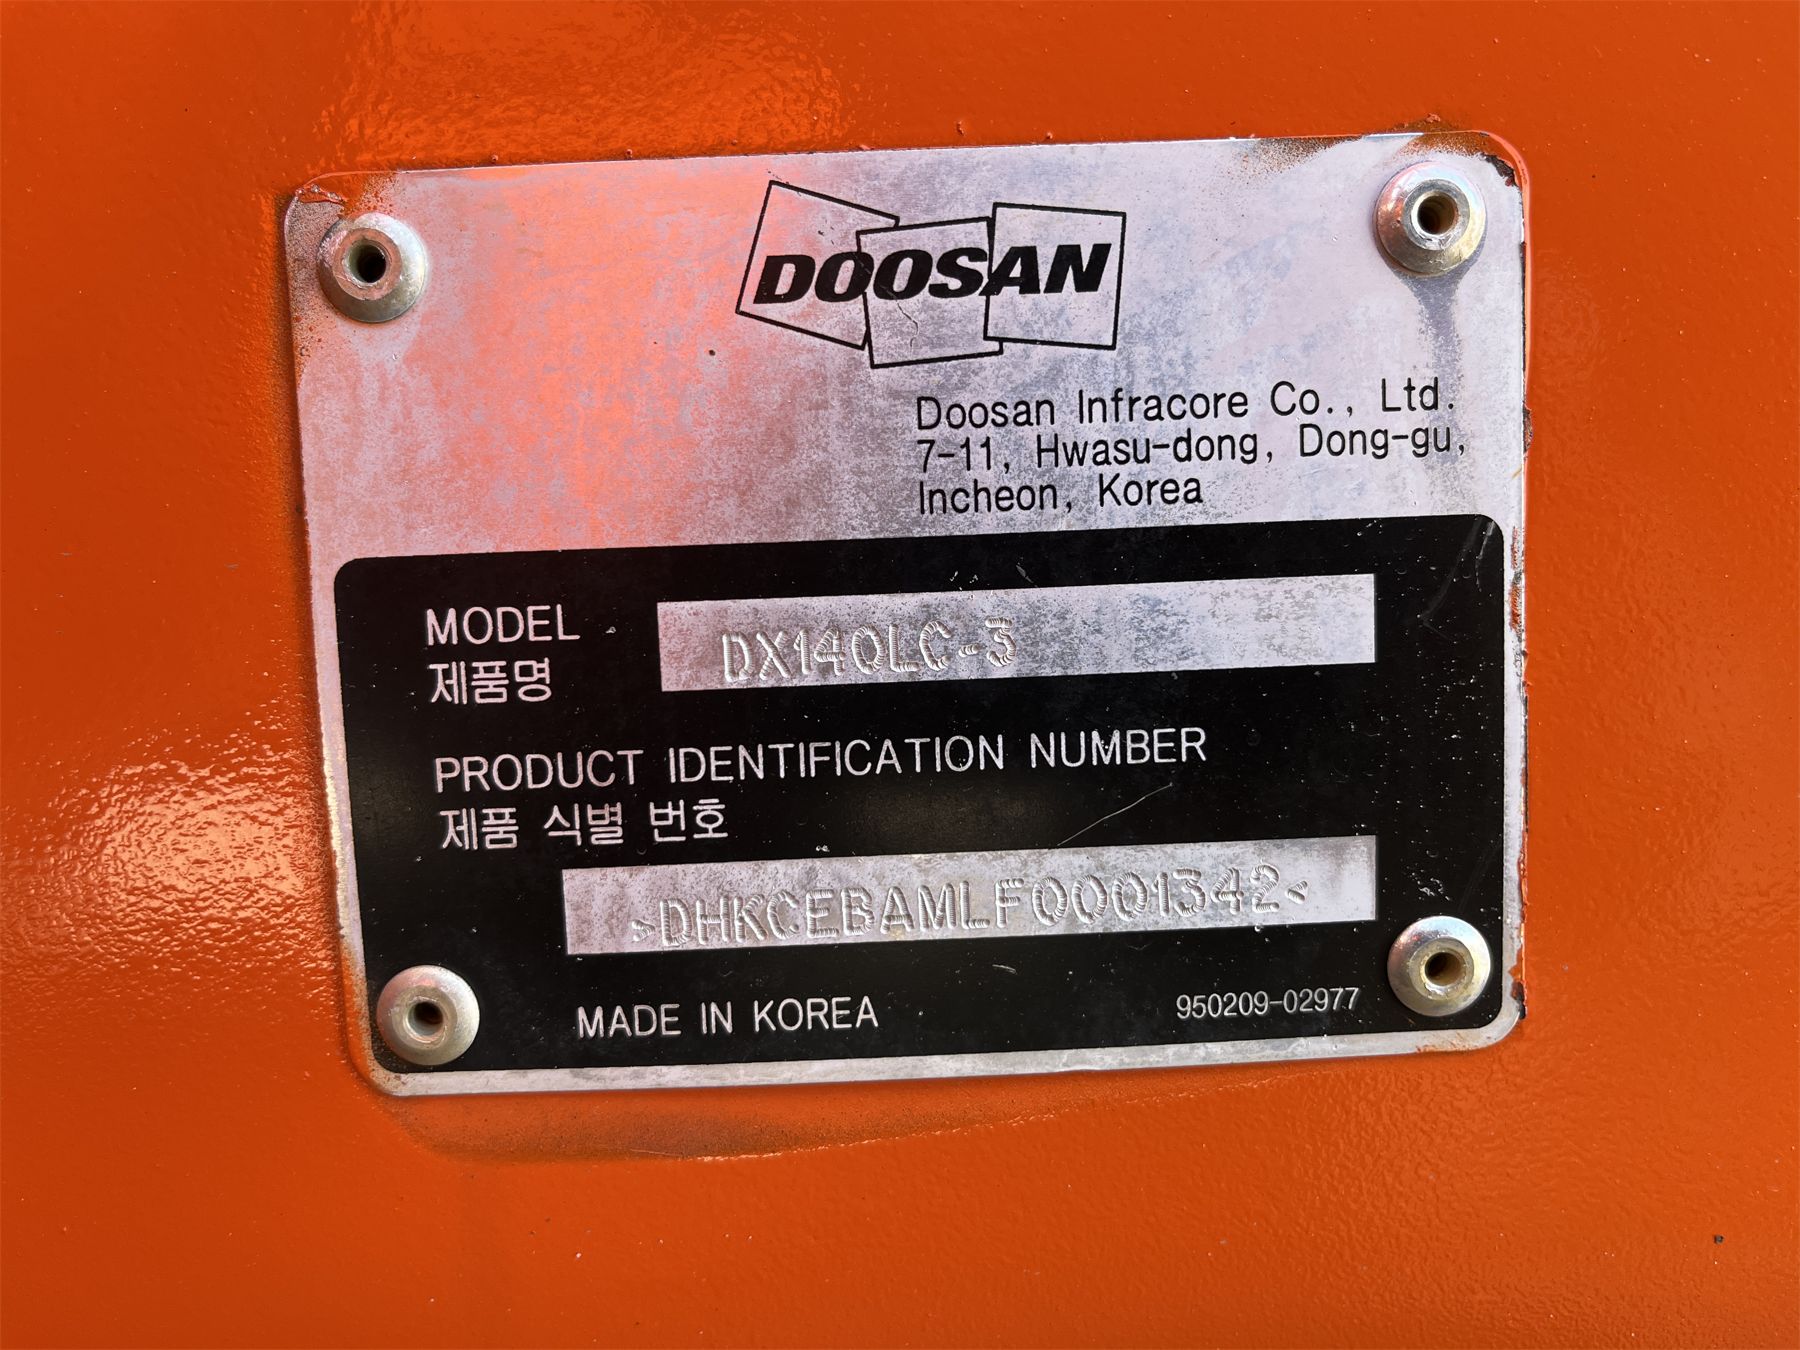 DOOSAN
Doosan Infracore Co., Ltd.
7-11, Hwasu-dong, Dong-gu,
Incheon, Korea
MODEL
제품명
DX140LC-3
PRODUCT IDENTIFICATION NUMBER
제품 식별 번호
>DHKCEBAMLF0001342<
MADE IN KOREA
950209-02977